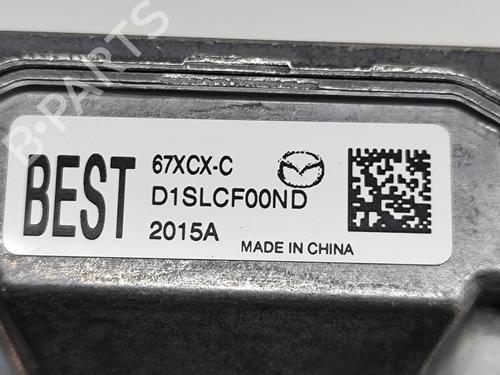 B-PARTS
BEST
67XCX-C
D1SLCF00ND
2015A
MADE IN CHINA